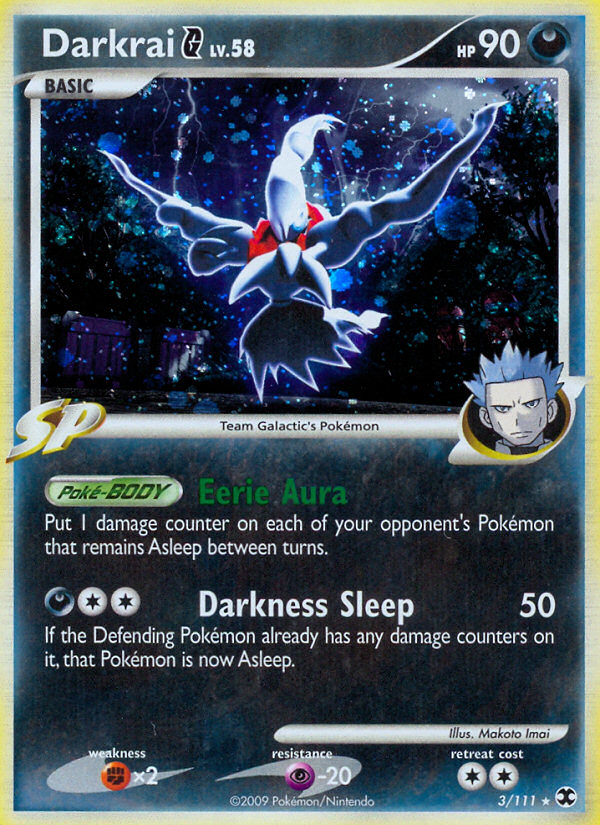 Darkrai G LV.58 HP 90
BASIC
SP
Team Galactic's Pokémon
Poké-BODY Eerie Aura
Put 1 damage counter on each of your opponent's Pokémon
that remains Asleep between turns.
Darkness Sleep 50
If the Defending Pokémon already has any damage counters on
it, that Pokémon is now Asleep.
Illus. Makoto Imai
weakness resistance retreat cost
×2 -20
©2009 Pokémon/Nintendo 3/111